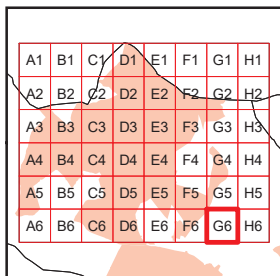 A1 B1 C1 D1 E1 F1 G1 H1
A2 B2 C2 D2 E2 F2 G2 H2
A3 B3 C3 D3 E3 F3 G3 H3
A4 B4 C4 D4 E4 F4 G4 H4
A5 B5 C5 D5 E5 F5 G5 H5
A6 B6 C6 D6 E6 F6 G6 H6